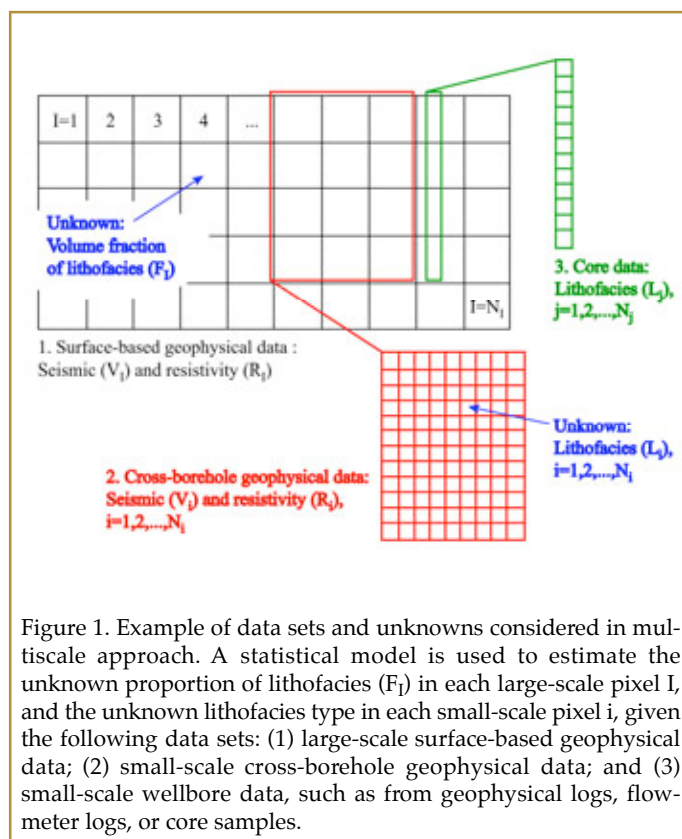 I=1 2 3 4 ...
Unknown:
Volume fraction
of lithofacies (F_I)
I=N_I
3. Core data:
Lithofacies (L_j),
j=1,2,...,N_j
1. Surface-based geophysical data :
Seismic (V_I) and resistivity (R_I)
Unknown:
Lithofacies (L_i),
i=1,2,...,N_i
2. Cross-borehole geophysical data:
Seismic (V_i) and resistivity (R_i),
i=1,2,...,N_i
Figure 1. Example of data sets and unknowns considered in mul-
tiscale approach. A statistical model is used to estimate the
unknown proportion of lithofacies (F_I) in each large-scale pixel I,
and the unknown lithofacies type in each small-scale pixel i, given
the following data sets: (1) large-scale surface-based geophysical
data; (2) small-scale cross-borehole geophysical data; and (3)
small-scale wellbore data, such as from geophysical logs, flow-
meter logs, or core samples.